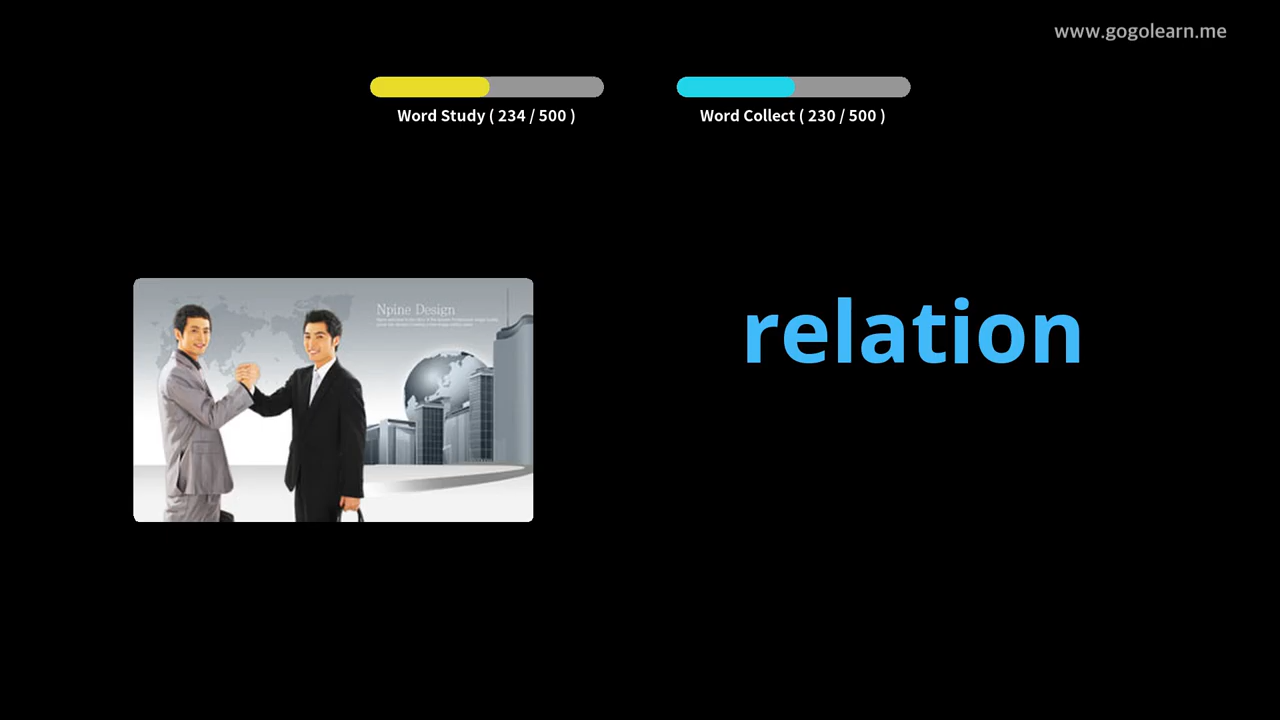 www.gogolearn.me
Word Study ( 234 / 500 )
Word Collect ( 230 / 500 )
Npine Design
relation